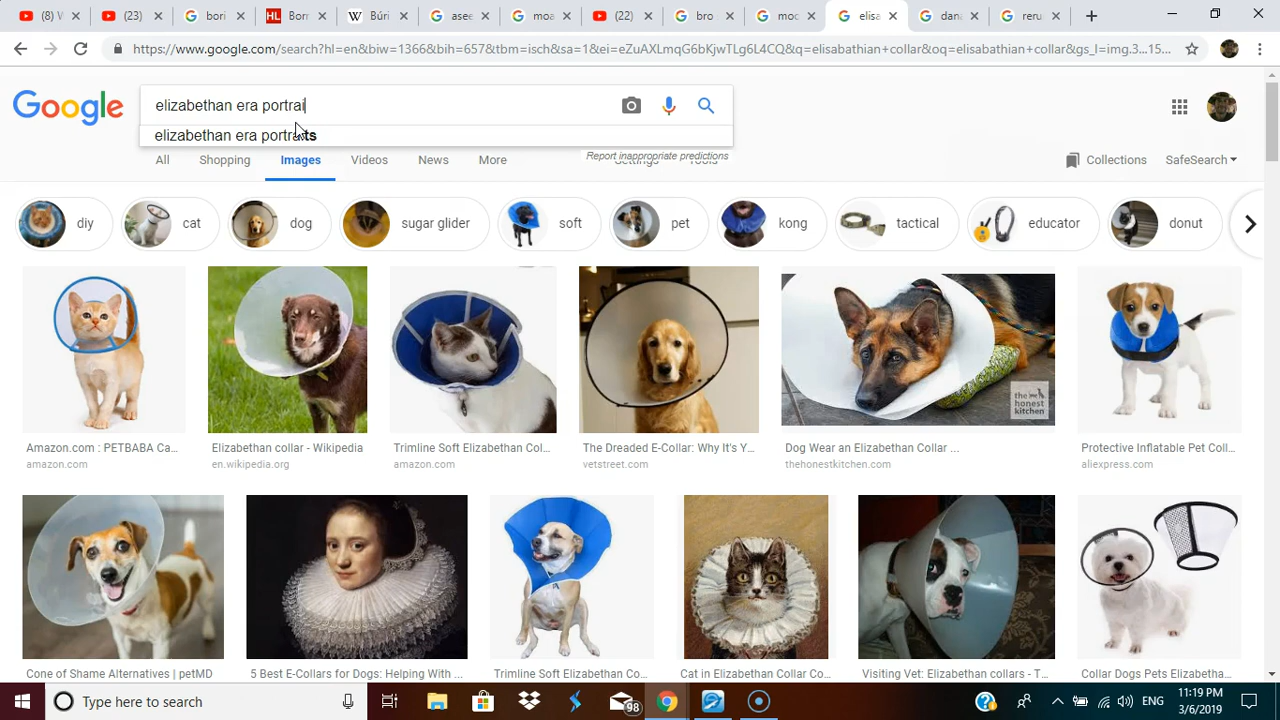 (8) W
(23)
bori
Borr
Búri
asee
moa
(22)
bro
moc
elisa
dana
reru
https://www.google.com/search?hl=en&biw=1366&bih=657&tbm=isch&sa=1&ei=eZuAXLmqG6bKjwTLg6L4CQ&q=elisabathian+collar&oq=elisabathian+collar&gs_l=img.3...15...
Google
elizabethan era portrai
elizabethan era portraits
Report inappropriate predictions
All Shopping Images Videos News More Settings Tools
Collections SafeSearch
diy cat dog sugar glider soft pet kong tactical educator donut
the honest kitchen
Amazon.com : PETBABA Ca...
amazon.com
Elizabethan collar - Wikipedia
en.wikipedia.org
Trimline Soft Elizabethan Col...
amazon.com
The Dreaded E-Collar: Why It's Y...
vetstreet.com
Dog Wear an Elizabethan Collar ...
thehonestkitchen.com
Protective Inflatable Pet Coll...
aliexpress.com
Cone of Shame Alternatives | petMD
5 Best E-Collars for Dogs: Helping With ...
Trimline Soft Elizabethan Co...
Cat in Elizabethan Collar Co...
Visiting Vet: Elizabethan collars - T...
Collar Dogs Pets Elizabetha...
Type here to search
98
ENG
11:19 PM
3/6/2019